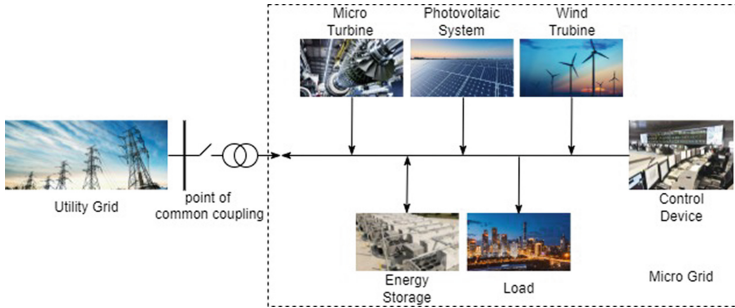 Micro
Turbine
Photovoltaic
System
Wind
Trubine
Utility Grid
point of
common coupling
Control
Device
Energy
Storage
Load
Micro Grid